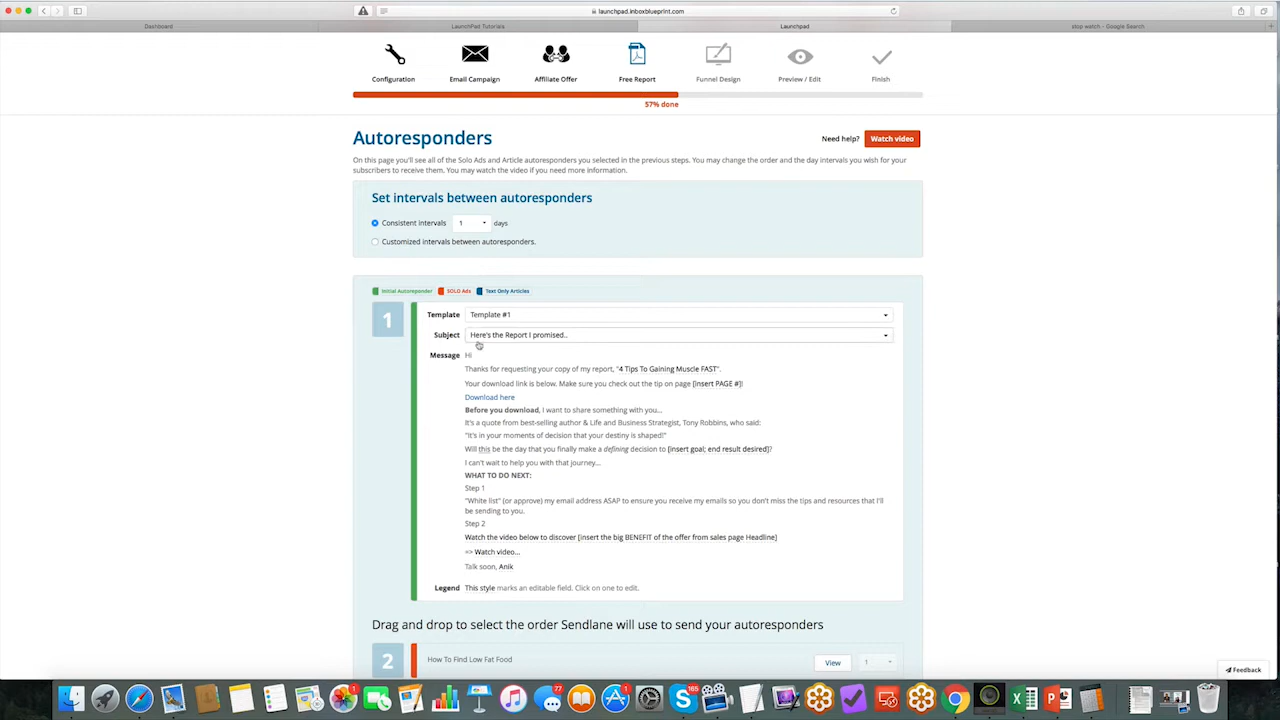 launchpad.inboxblueprint.com
Dashboard
LaunchPad Tutorials
Launchpad
stop watch - Google Search
Configuration
Email Campaign
Affiliate Offer
Free Report
Funnel Design
Preview / Edit
Finish
57% done
Autoresponders
Need help?
Watch video
On this page you'll see all of the Solo Ads and Article autoresponders you selected in the previous steps. You may change the order and the day intervals you wish for your
subscribers to receive them. You may watch the video if you need more information.
Set intervals between autoresponders
Consistent intervals 1 days
Customized intervals between autoresponders.
Initial Autoreponder
SOLO Ads
Text Only Articles
1
Template Template #1
Subject Here's the Report I promised..
Message Hi
Thanks for requesting your copy of my report, "4 Tips To Gaining Muscle FAST".
Your download link is below. Make sure you check out the tip on page [insert PAGE #]!
Download here
Before you download, I want to share something with you...
It's a quote from best-selling author & Life and Business Strategist, Tony Robbins, who said:
"It's in your moments of decision that your destiny is shaped!"
Will this be the day that you finally make a defining decision to [insert goal; end result desired]?
I can't wait to help you with that journey...
WHAT TO DO NEXT:
Step 1
"White list" (or approve) my email address ASAP to ensure you receive my emails so you don't miss the tips and resources that I'll
be sending to you.
Step 2
Watch the video below to discover [insert the big BENEFIT of the offer from sales page Headline]
=> Watch video...
Talk soon, Anik
Legend This style marks an editable field. Click on one to edit.
Drag and drop to select the order Sendlane will use to send your autoresponders
2
How To Find Low Fat Food
View
1
Feedback
1
77
1
165